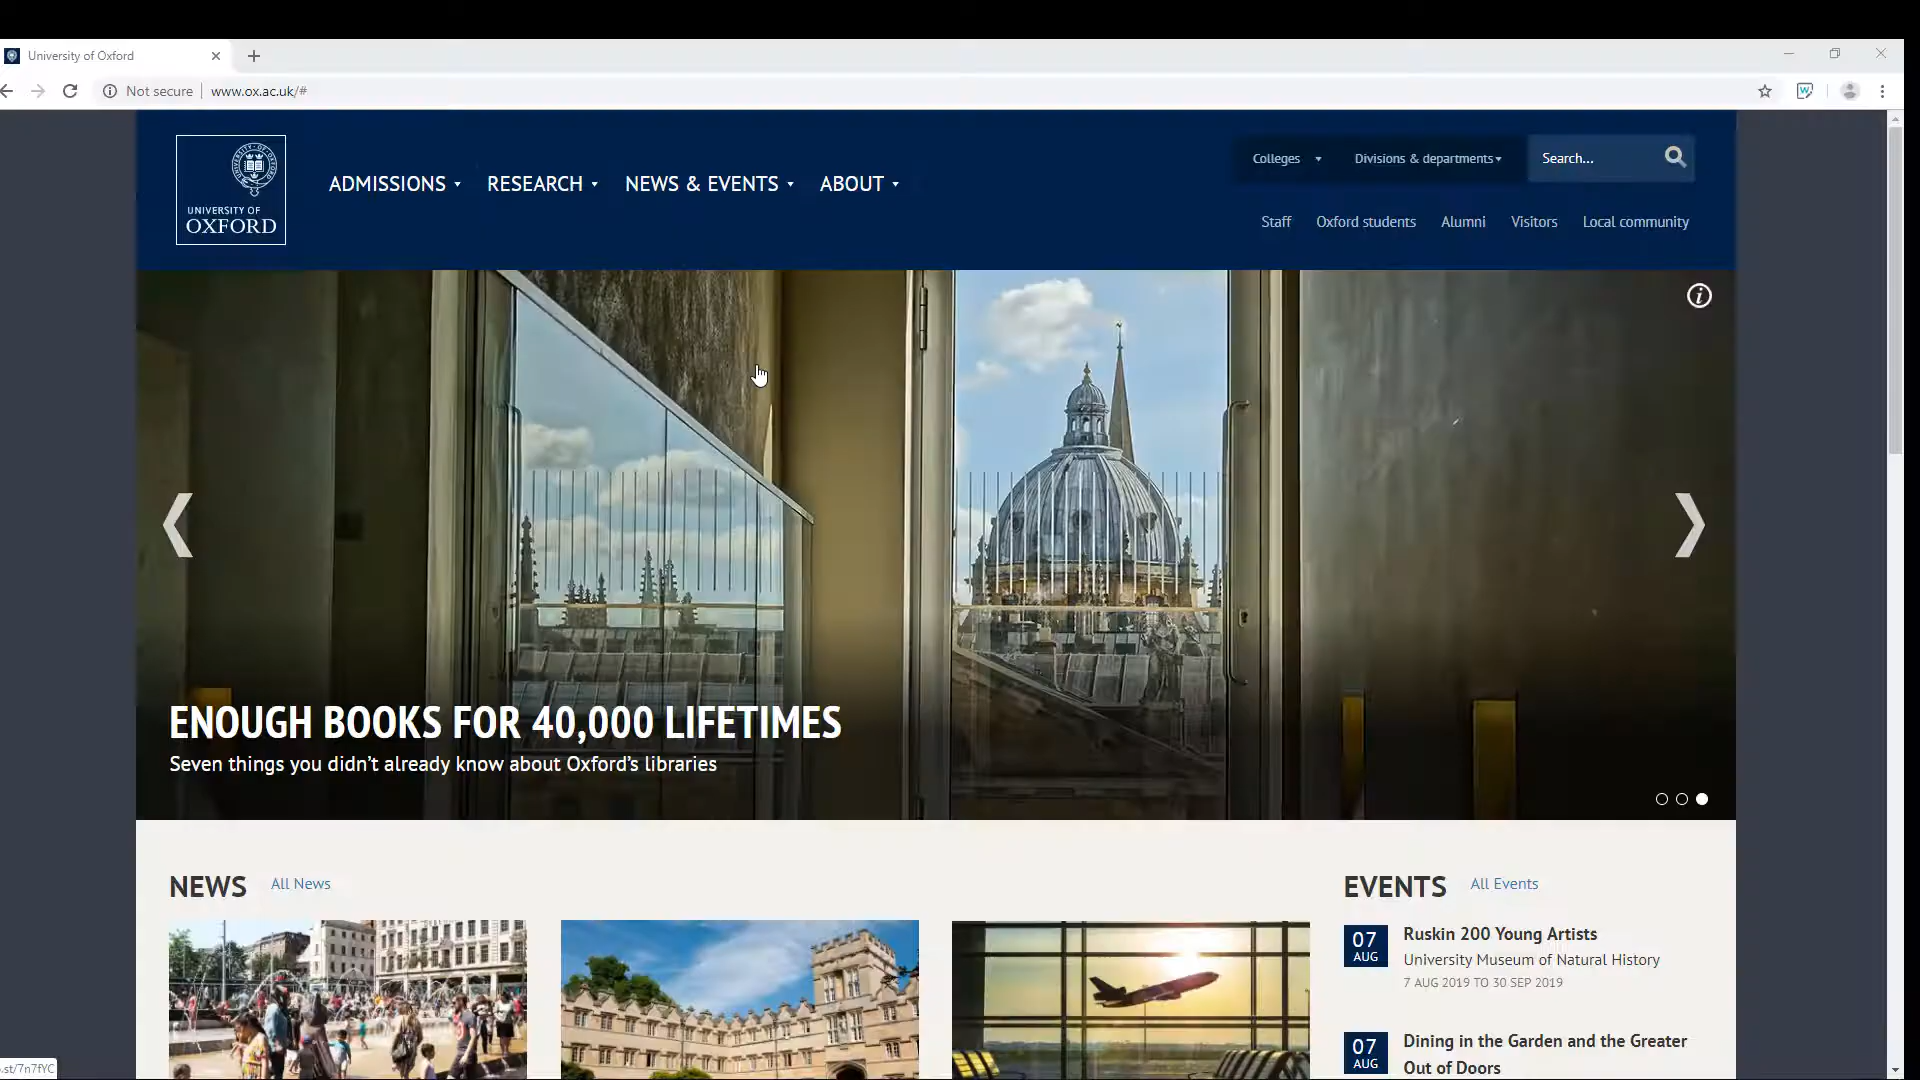 University of Oxford
Not secure
www.ox.ac.uk/#
UNIVERSITY OF
OXFORD
ADMISSIONS
RESEARCH
NEWS & EVENTS
ABOUT
Colleges
Divisions & departments
Search...
Staff
Oxford students
Alumni
Visitors
Local community
ENOUGH BOOKS FOR 40,000 LIFETIMES
Seven things you didn't already know about Oxford's libraries
NEWS
All News
EVENTS
All Events
07
AUG
Ruskin 200 Young Artists
University Museum of Natural History
7 AUG 2019 TO 30 SEP 2019
07
AUG
Dining in the Garden and the Greater
Out of Doors
.st/7n7fYC